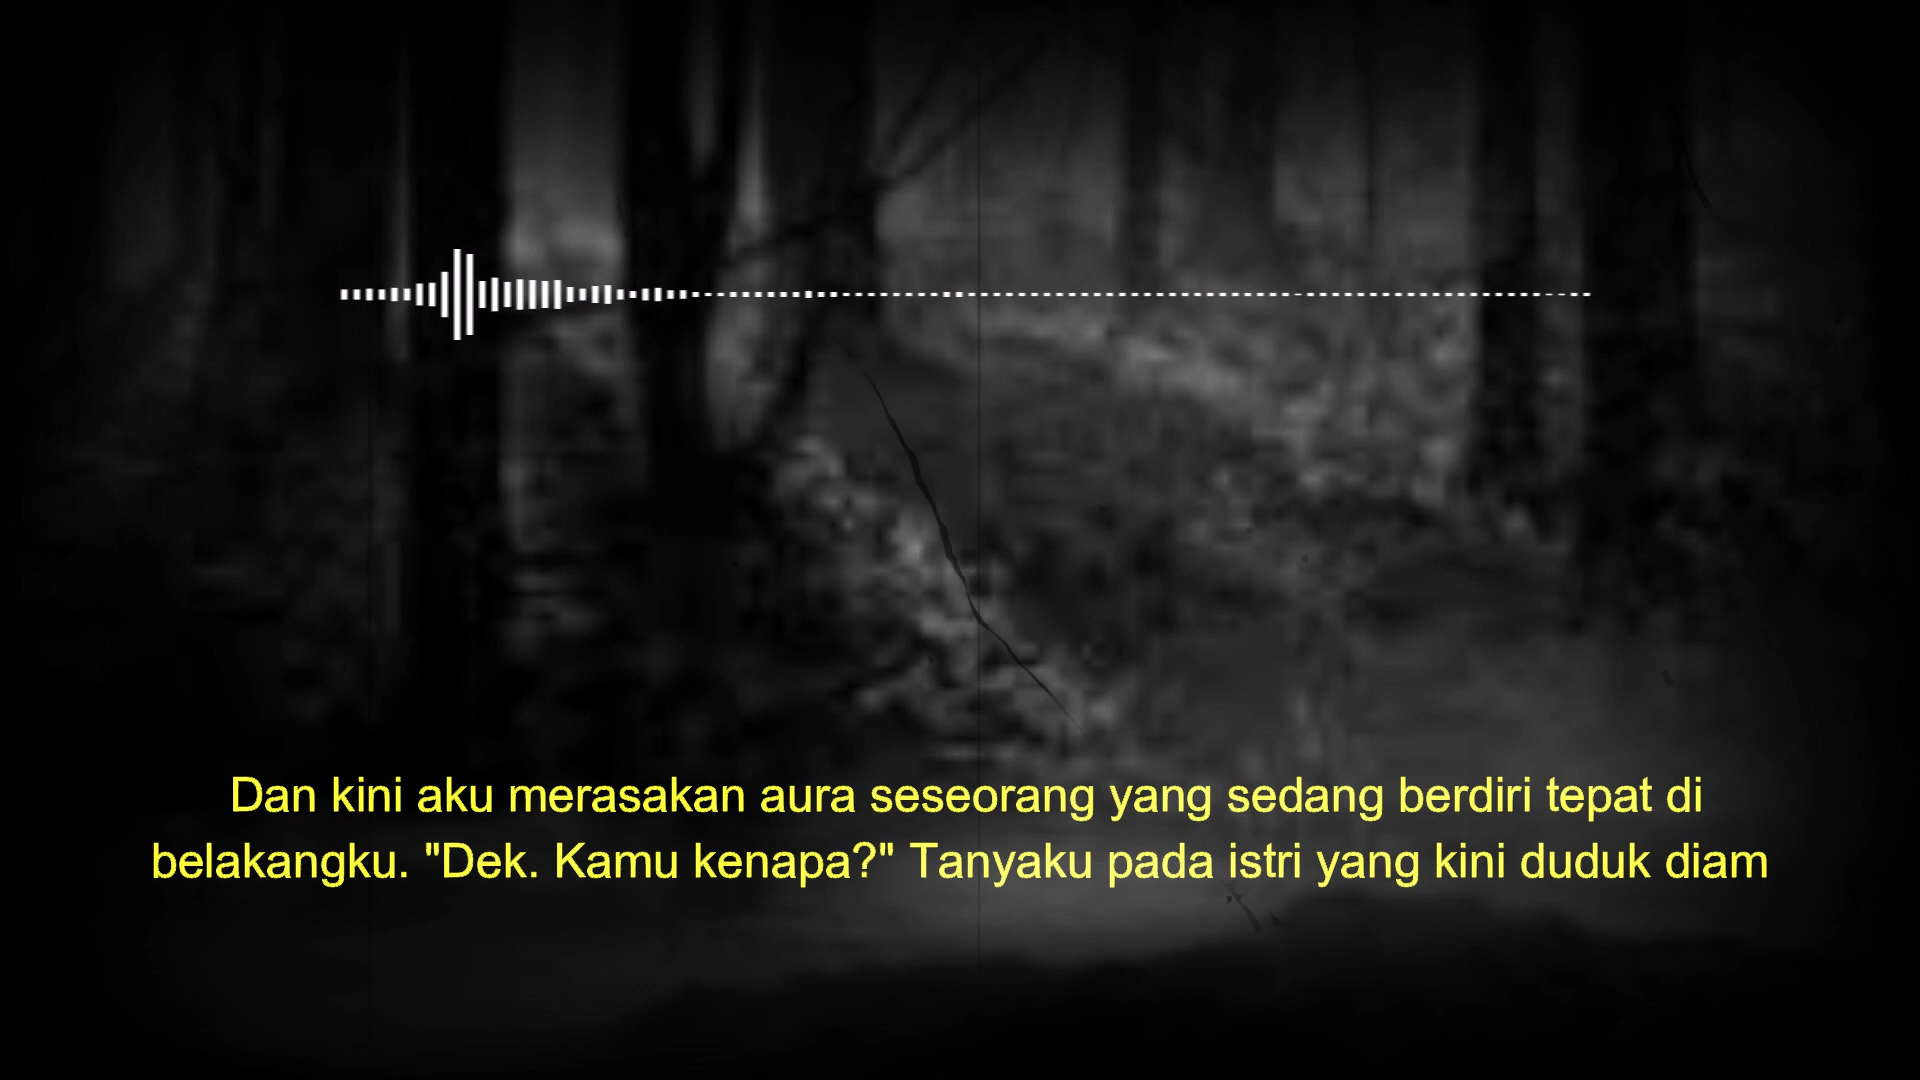 Dan kini aku merasakan aura seseorang yang sedang berdiri tepat di
belakangku. "Dek. Kamu kenapa?" Tanyaku pada istri yang kini duduk diam